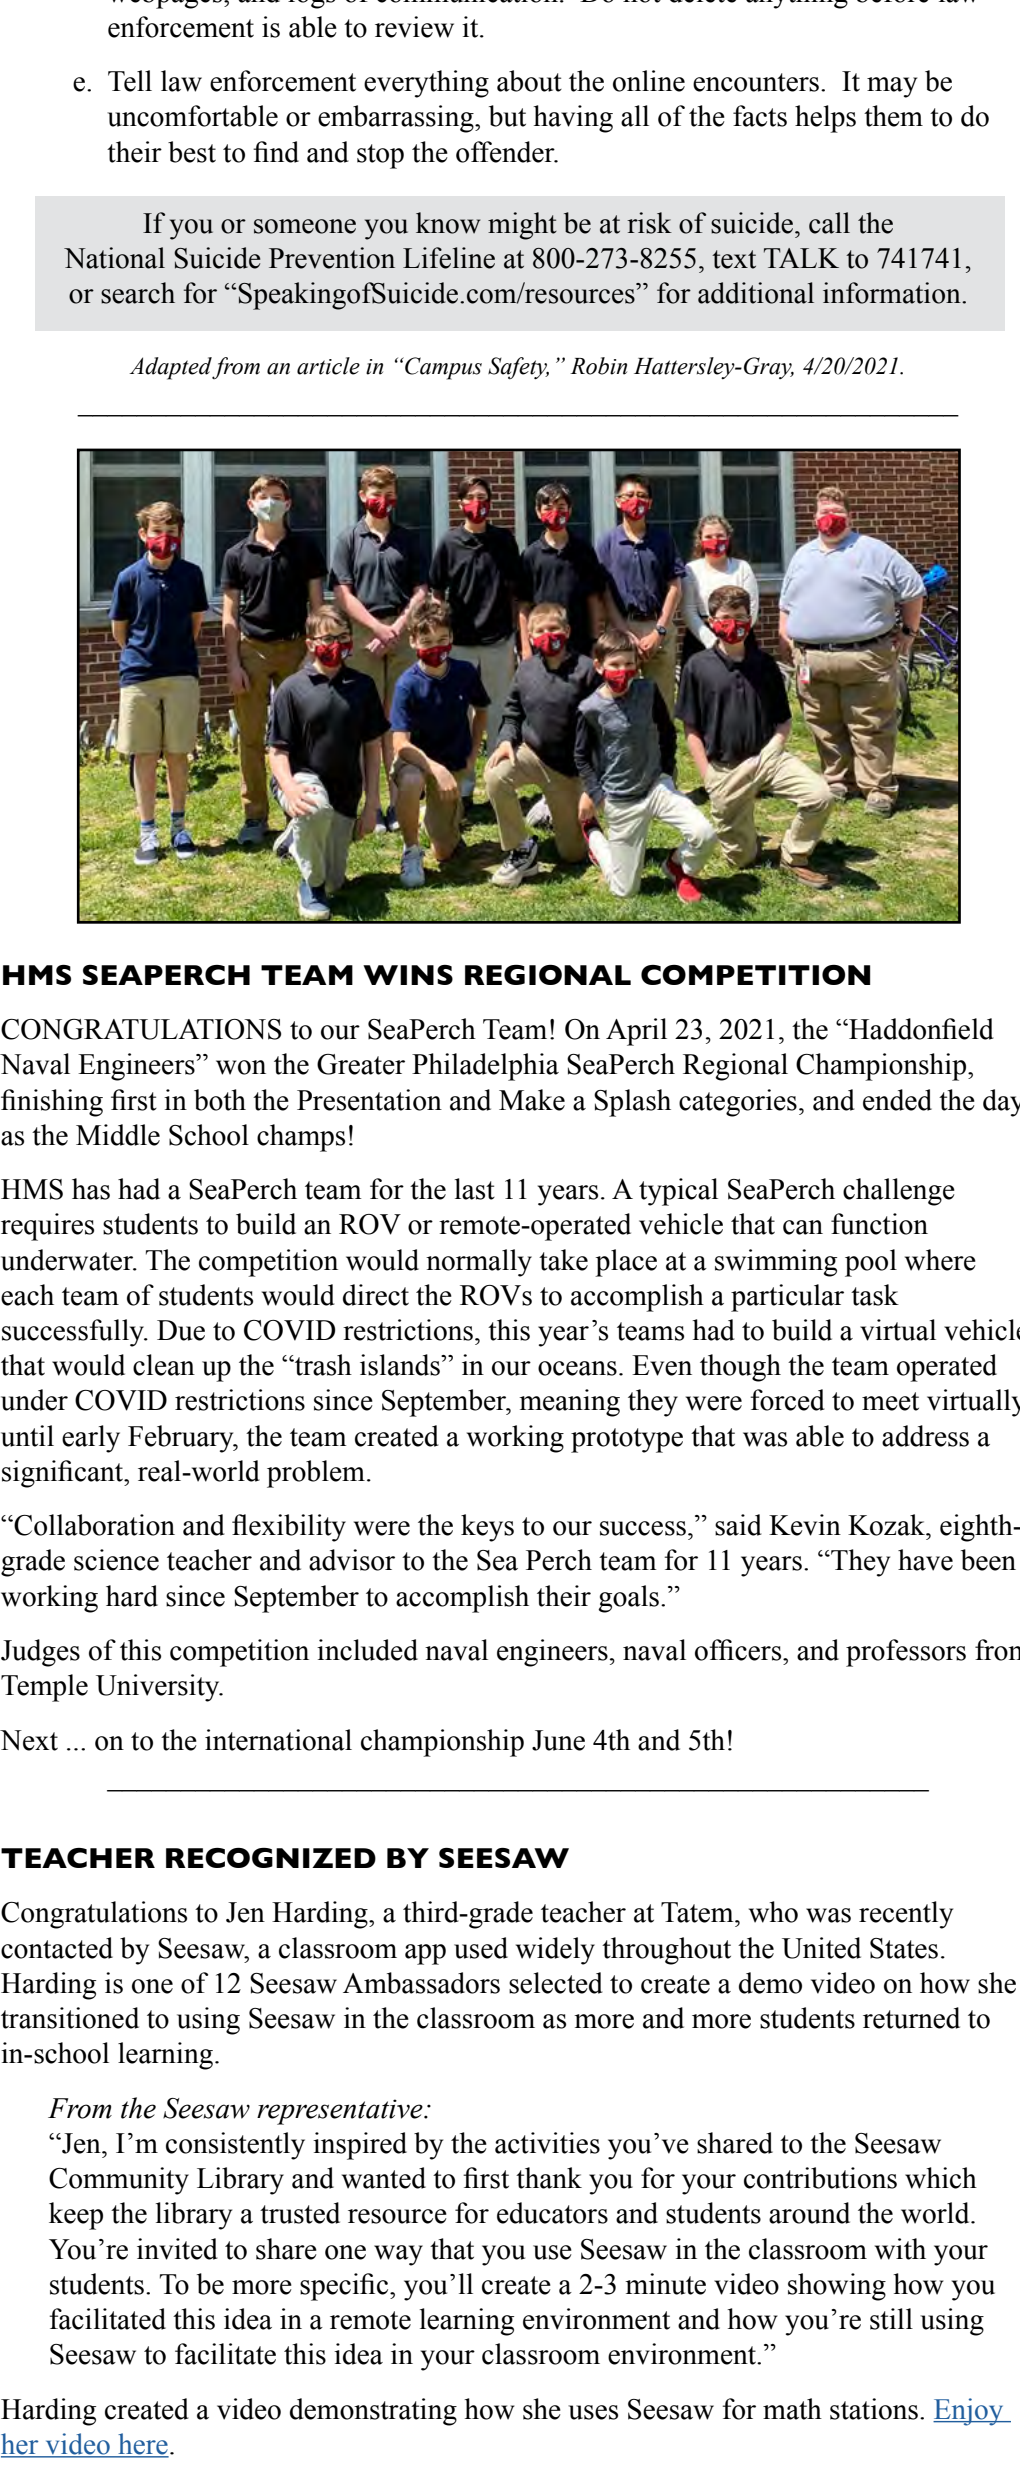 enforcement is able to review it.
e. Tell law enforcement everything about the online encounters.  It may be
uncomfortable or embarrassing, but having all of the facts helps them to do
their best to find and stop the offender.
If you or someone you know might be at risk of suicide, call the
National Suicide Prevention Lifeline at 800-273-8255, text TALK to 741741,
or search for “SpeakingofSuicide.com/resources” for additional information.
Adapted from an article in “Campus Safety,” Robin Hattersley-Gray, 4/20/2021.
HMS SEAPERCH TEAM WINS REGIONAL COMPETITION
CONGRATULATIONS to our SeaPerch Team! On April 23, 2021, the “Haddonfield
Naval Engineers” won the Greater Philadelphia SeaPerch Regional Championship,
finishing first in both the Presentation and Make a Splash categories, and ended the day
as the Middle School champs!
HMS has had a SeaPerch team for the last 11 years. A typical SeaPerch challenge
requires students to build an ROV or remote-operated vehicle that can function
underwater. The competition would normally take place at a swimming pool where
each team of students would direct the ROVs to accomplish a particular task
successfully. Due to COVID restrictions, this year’s teams had to build a virtual vehicle
that would clean up the “trash islands” in our oceans. Even though the team operated
under COVID restrictions since September, meaning they were forced to meet virtually
until early February, the team created a working prototype that was able to address a
significant, real-world problem.
“Collaboration and flexibility were the keys to our success,” said Kevin Kozak, eighth-
grade science teacher and advisor to the Sea Perch team for 11 years. “They have been
working hard since September to accomplish their goals.”
Judges of this competition included naval engineers, naval officers, and professors from
Temple University.
Next ... on to the international championship June 4th and 5th!
TEACHER RECOGNIZED BY SEESAW
Congratulations to Jen Harding, a third-grade teacher at Tatem, who was recently
contacted by Seesaw, a classroom app used widely throughout the United States.
Harding is one of 12 Seesaw Ambassadors selected to create a demo video on how she
transitioned to using Seesaw in the classroom as more and more students returned to
in-school learning.
From the Seesaw representative:
“Jen, I’m consistently inspired by the activities you’ve shared to the Seesaw
Community Library and wanted to first thank you for your contributions which
keep the library a trusted resource for educators and students around the world.
You’re invited to share one way that you use Seesaw in the classroom with your
students. To be more specific, you’ll create a 2-3 minute video showing how you
facilitated this idea in a remote learning environment and how you’re still using
Seesaw to facilitate this idea in your classroom environment.”
Harding created a video demonstrating how she uses Seesaw for math stations. Enjoy
her video here.